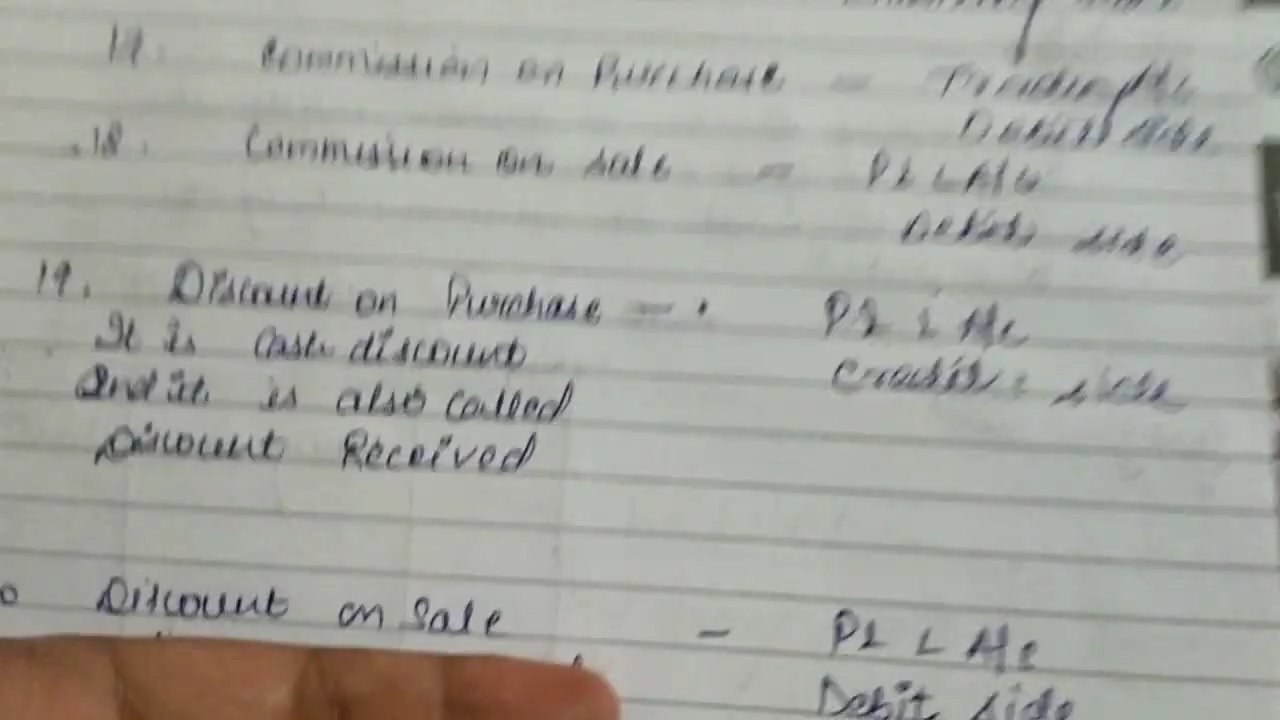 17. Commission on Purchase - Trading A/c
Debit side
18. Commission on sale - P& L A/c
Debit side
19. Discount on Purchase - P& L A/c
It is cash discount Credit side
and it is also called
Discount Received
Discount on Sale - P& L A/c
Debit side